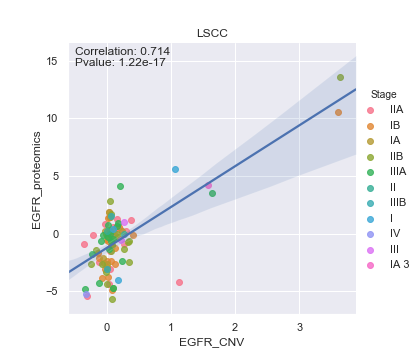 LSCC
Correlation: 0.714
Pvalue: 1.22e-17
15
10
5
0
−5
EGFR_proteomics
0
1
2
3
EGFR_CNV
Stage
IIA
IB
IA
IIB
IIIA
II
IIIB
I
IV
III
IA 3